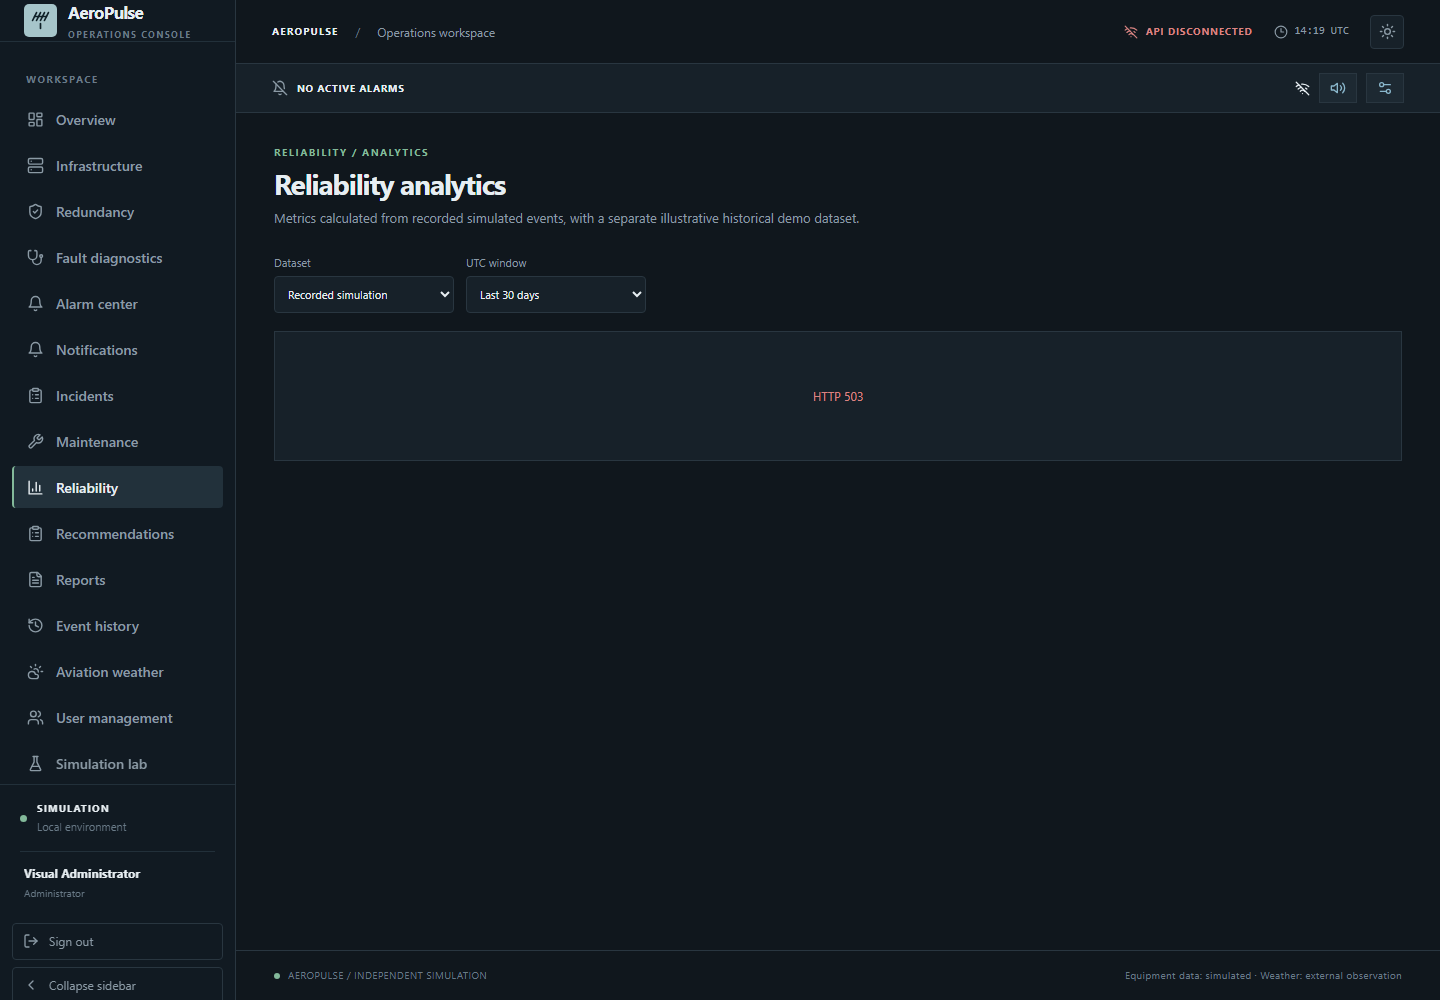 AeroPulse
OPERATIONS CONSOLE
WORKSPACE
Overview
Infrastructure
Redundancy
Fault diagnostics
Alarm center
Notifications
Incidents
Maintenance
Reliability
Recommendations
Reports
Event history
Aviation weather
User management
Simulation lab
SIMULATION
Local environment
Visual Administrator
Administrator
Sign out
Collapse sidebar
AEROPULSE / Operations workspace
API DISCONNECTED
14:19 UTC
NO ACTIVE ALARMS
RELIABILITY / ANALYTICS
Reliability analytics
Metrics calculated from recorded simulated events, with a separate illustrative historical demo dataset.
Dataset
UTC window
Recorded simulation
Last 30 days
HTTP 503
AEROPULSE / INDEPENDENT SIMULATION
Equipment data: simulated · Weather: external observation